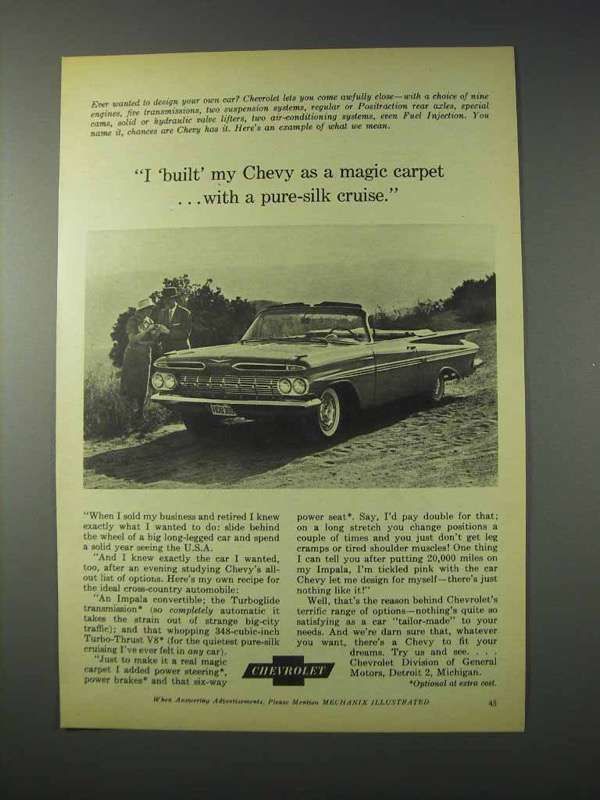 Ever wanted to design your own car? Chevrolet lets you come awfully close—with a choice of nine
engines, five transmissions, two suspension systems, regular or Positraction rear axles, special
cams, solid or hydraulic valve lifters, two air-conditioning systems, even Fuel Injection. You
name it, chances are Chevy has it. Here's an example of what we mean.
"I 'built' my Chevy as a magic carpet
...with a pure-silk cruise."
"When I sold my business and retired I knew
exactly what I wanted to do: slide behind
the wheel of a big long-legged car and spend
a solid year seeing the U.S.A.
"And I knew exactly the car I wanted,
too, after an evening studying Chevy's all-
out list of options. Here's my own recipe for
the ideal cross-country automobile:
"An Impala convertible; the Turboglide
transmission* (so completely automatic it
takes the strain out of strange big-city
traffic); and that whopping 348-cubic-inch
Turbo-Thrust V8* (for the quietest pure-silk
cruising I've ever felt in any car).
"Just to make it a real magic
carpet I added power steering*,
power brakes* and that six-way
CHEVROLET
power seat*. Say, I'd pay double for that;
on a long stretch you change positions a
couple of times and you just don't get leg
cramps or tired shoulder muscles! One thing
I can tell you after putting 20,000 miles on
my Impala, I'm tickled pink with the car
Chevy let me design for myself—there's just
nothing like it!"
Well, that's the reason behind Chevrolet's
terrific range of options—nothing's quite so
satisfying as a car "tailor-made" to your
needs. And we're darn sure that, whatever
you want, there's a Chevy to fit your
dreams. Try us and see. . . .
Chevrolet Division of General
Motors, Detroit 2, Michigan.
*Optional at extra cost.
When Answering Advertisements, Please Mention MECHANIX ILLUSTRATED
43